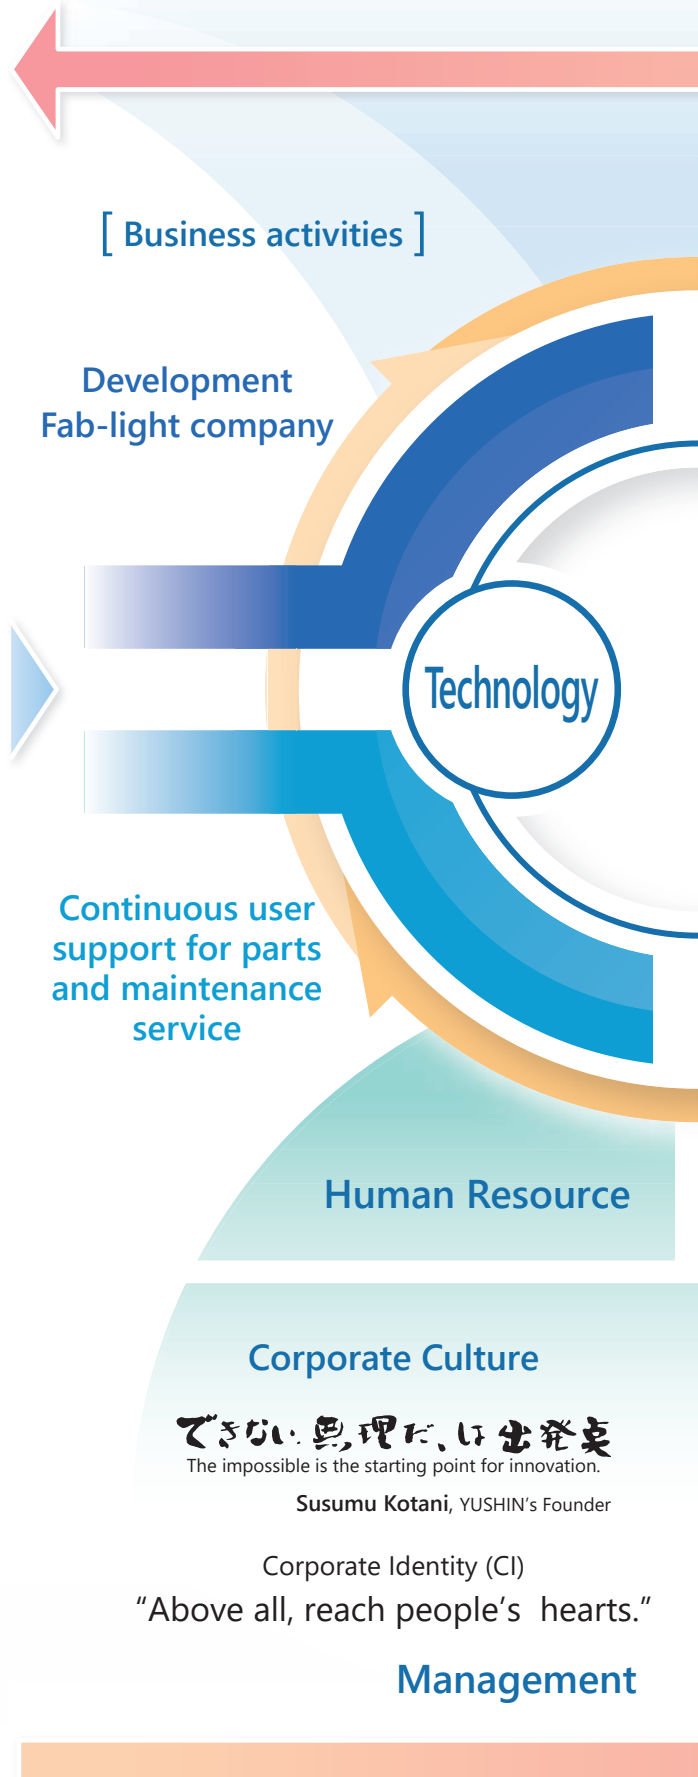 [ Business activities ]
Development
Fab-light company
Technology
Continuous user
support for parts
and maintenance
service
Human Resource
Corporate Culture
できない、無理だ、は出発点
The impossible is the starting point for innovation.
Susumu Kotani, YUSHIN's Founder
Corporate Identity (CI)
“Above all, reach people's hearts.”
Management